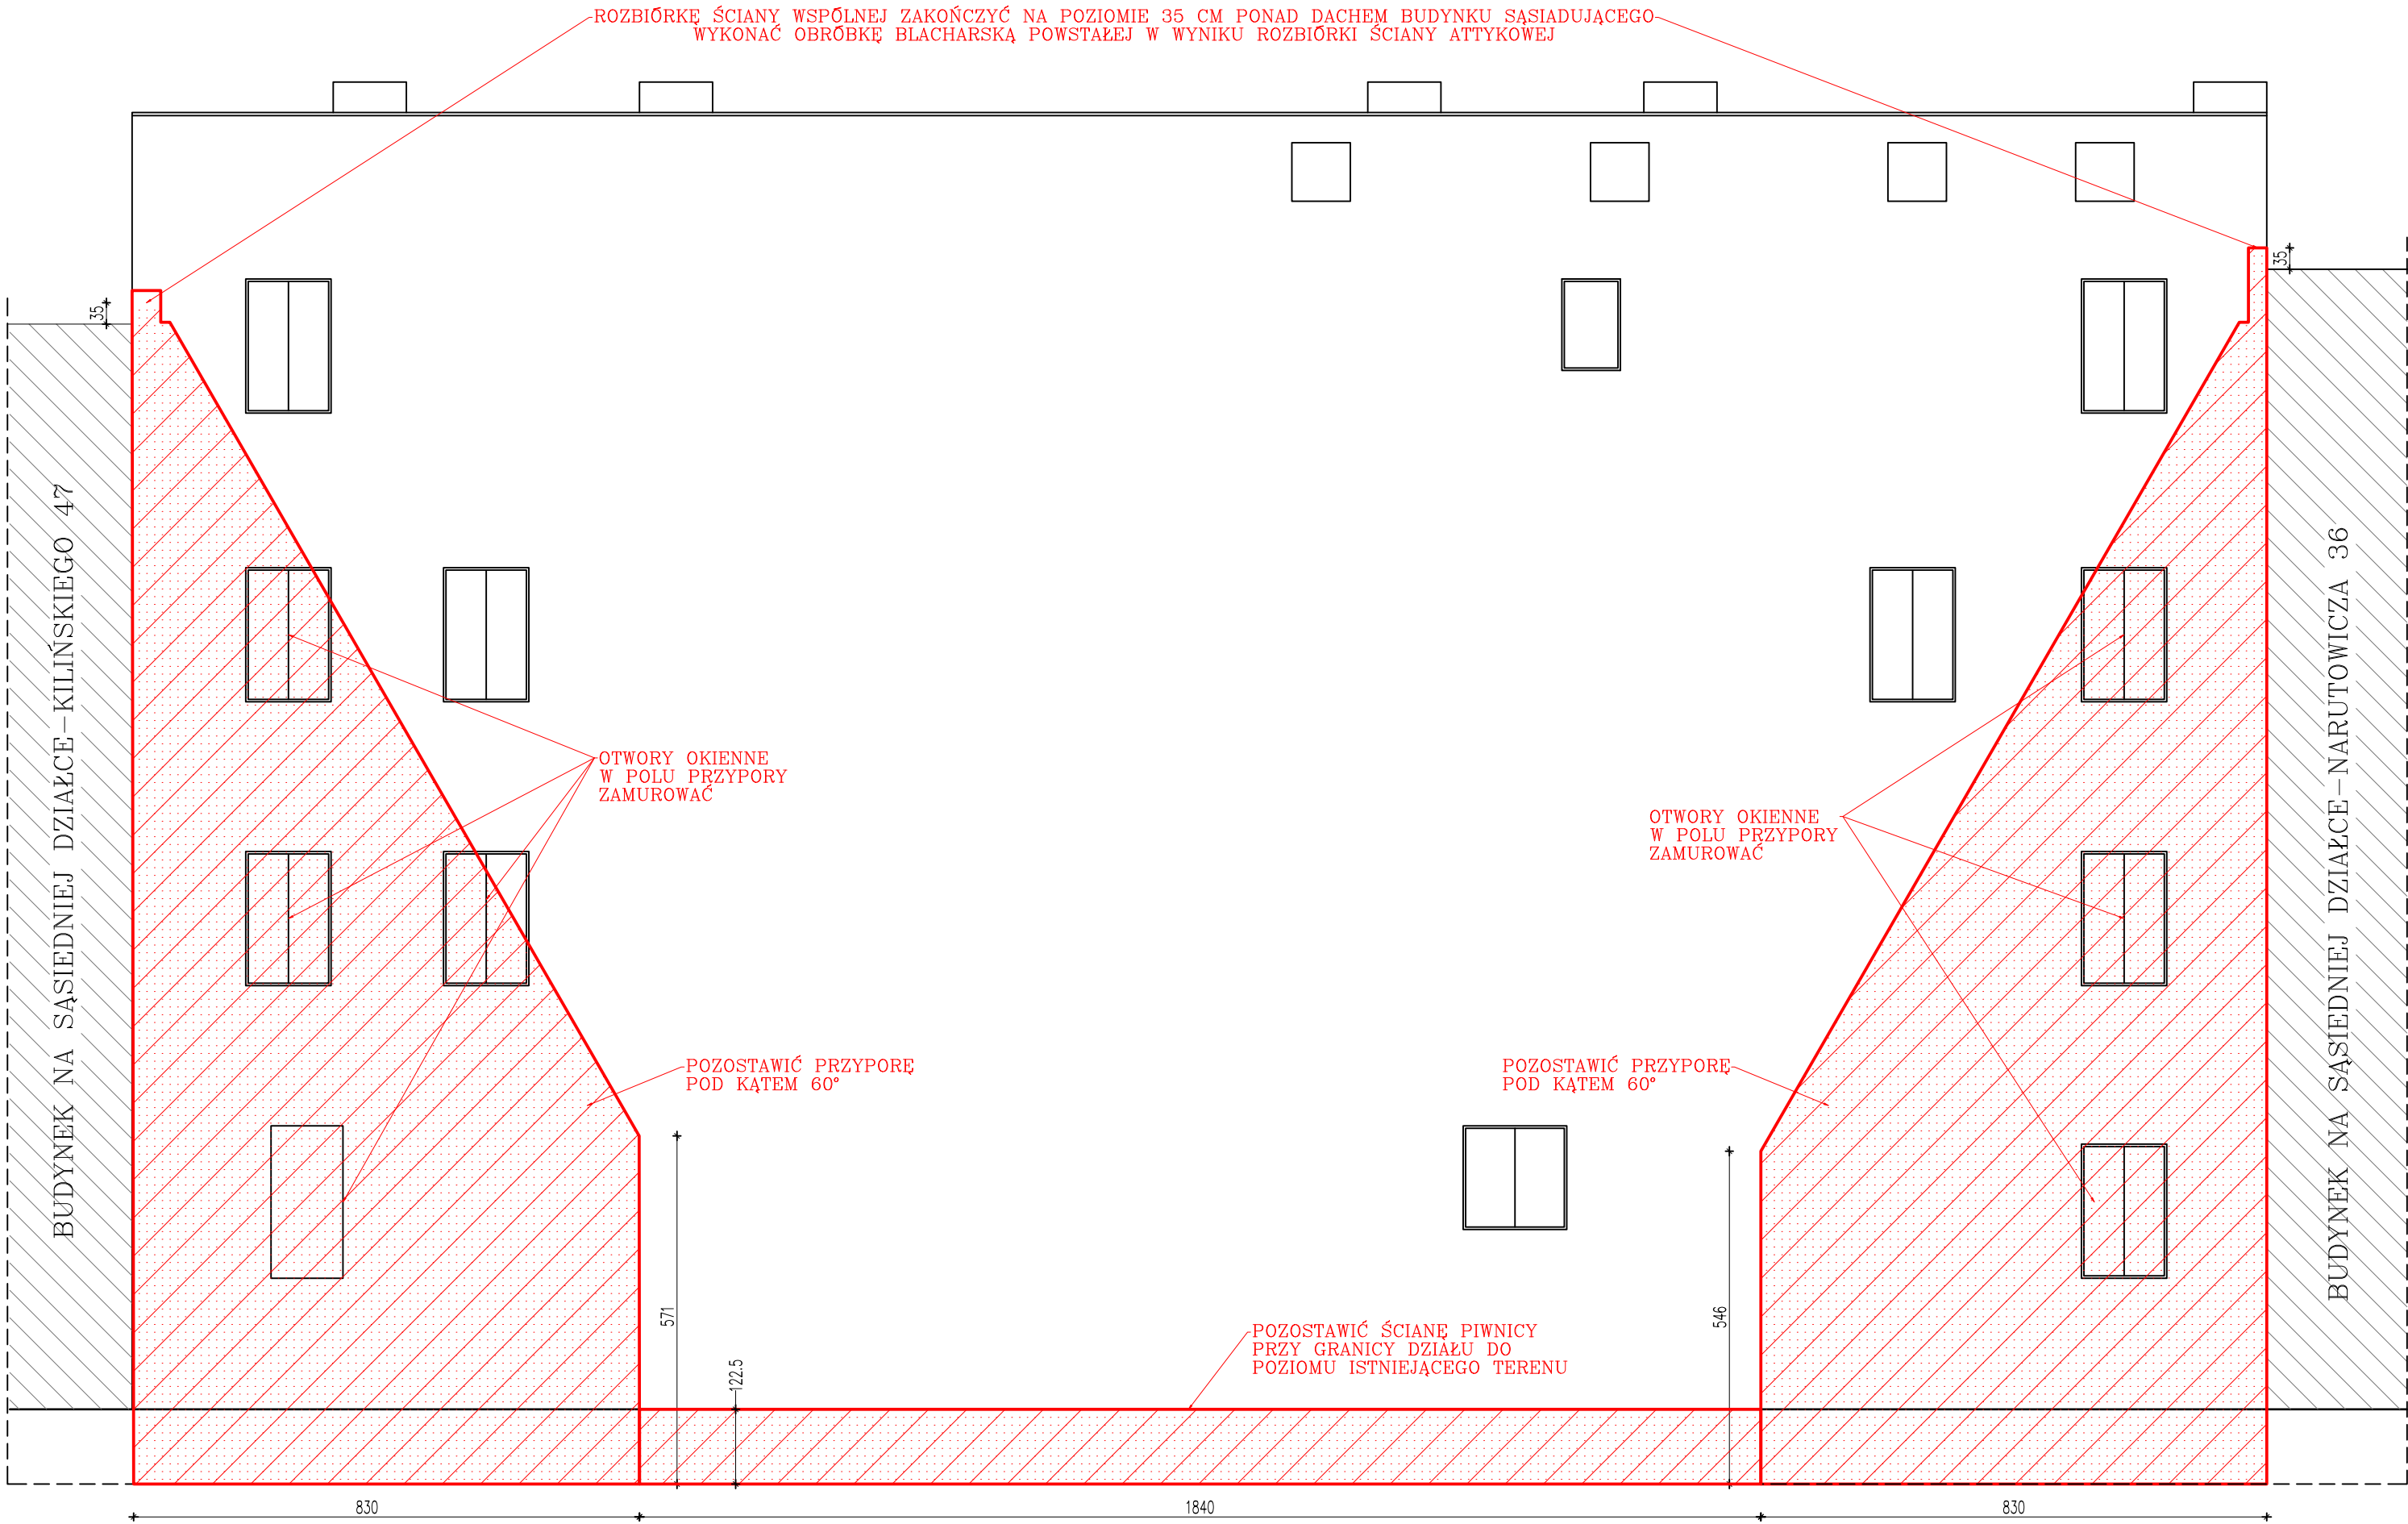 ROZBIÓRKĘ ŚCIANY WSPÓLNEJ ZAKOŃCZYĆ NA POZIOMIE 35 CM PONAD DACHEM BUDYNKU SĄSIADUJĄCEGO
WYKONAĆ OBRÓBKĘ BLACHARSKĄ POWSTAŁEJ W WYNIKU ROZBIÓRKI ŚCIANY ATTYKOWEJ
35
35
BUDYNEK NA SĄSIEDNIEJ DZIAŁCE-KILIŃSKIEGO 47
BUDYNEK NA SĄSIEDNIEJ DZIAŁCE-NARUTOWICZA 36
OTWORY OKIENNE
W POLU PRZYPORY
ZAMUROWAĆ
OTWORY OKIENNE
W POLU PRZYPORY
ZAMUROWAĆ
POZOSTAWIĆ PRZYPORĘ
POD KĄTEM 60°
POZOSTAWIĆ PRZYPORĘ
POD KĄTEM 60°
571
122.5
546
POZOSTAWIĆ ŚCIANĘ PIWNICY
PRZY GRANICY DZIAŁU DO
POZIOMU ISTNIEJĄCEGO TERENU
830
1840
830